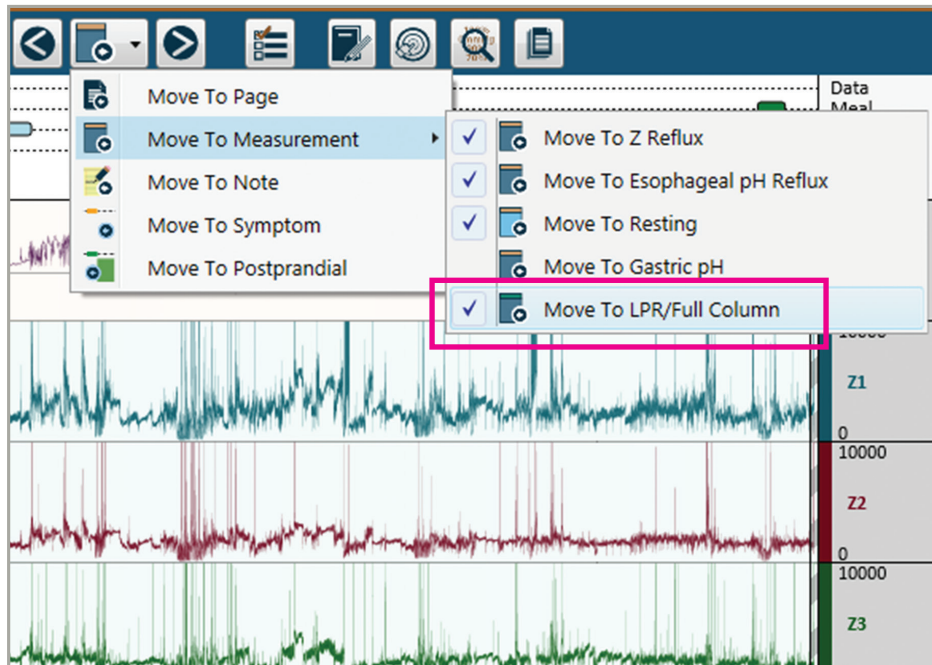 Data
Meal
Move To Page
Move To Measurement
Move To Note
Move To Symptom
Move To Postprandial
Move To Z Reflux
Move To Esophageal pH Reflux
Move To Resting
Move To Gastric pH
Move To LPR/Full Column
10000
Z1
0
10000
Z2
0
10000
Z3